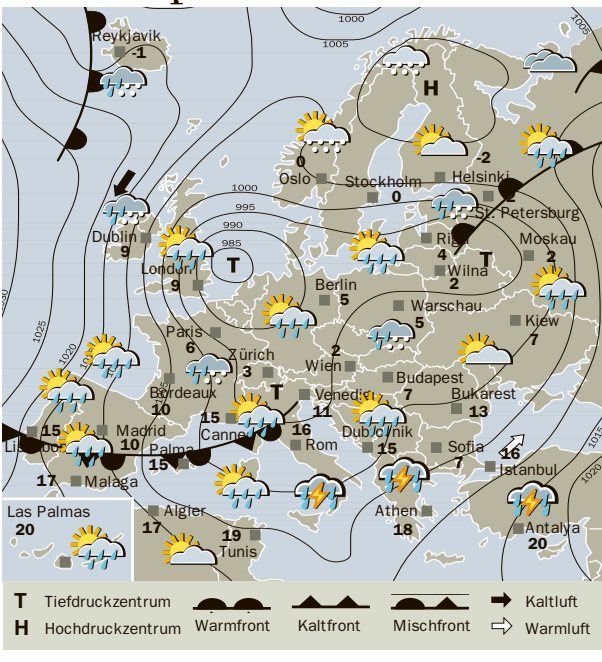 1000
1005
1005
Reykjavik
-1
H
-2
0
Oslo
Stockholm
0
Helsinki
2
St. Petersburg
1000
995
990
985
T
Dublin
9
London
9
Riga
4
T
Moskau
2
Wilna
2
Berlin
5
Warschau
5
Kiew
7
1025
1020
Paris
6
Zürich
3
Wien
2
Bordeaux
10
T
Venedig
11
Budapest
7
Bukarest
13
15
Madrid
10
Palma
15
15
Cannes
16
Rom
Dubrovnik
15
Sofia
7
16
Istanbul
1015
1020
17
Malaga
Las Palmas
20
Algier
17
19
Tunis
Athen
18
Antalya
20
T Tiefdruckzentrum
H Hochdruckzentrum
Warmfront
Kaltfront
Mischfront
Kaltluft
Warmluft